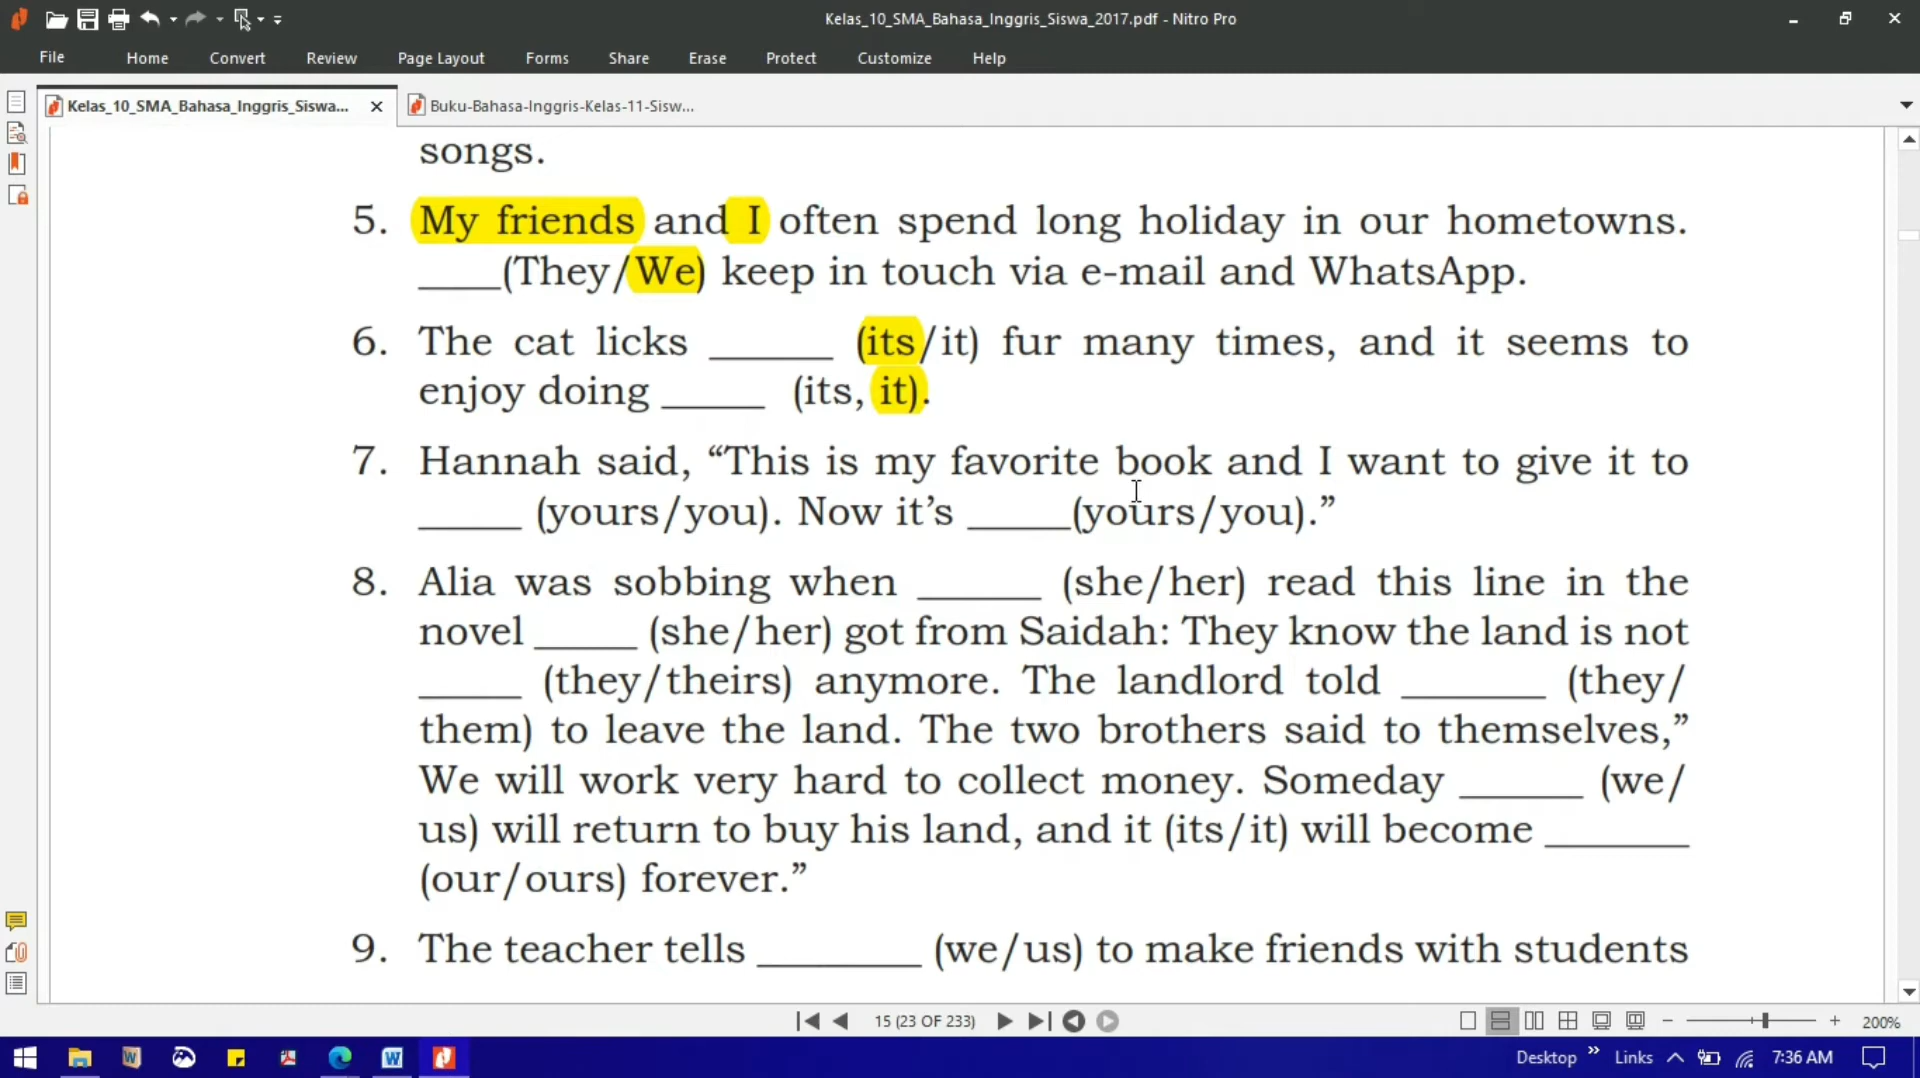 Kelas_10_SMA_Bahasa_Inggris_Siswa_2017.pdf - Nitro Pro
File Home Convert Review Page Layout Forms Share Erase Protect Customize Help
Kelas_10_SMA_Bahasa_Inggris_Siswa... Buku-Bahasa-Inggris-Kelas-11-Sisw...
songs.
5. My friends and I often spend long holiday in our hometowns.
____(They/We) keep in touch via e-mail and WhatsApp.
6. The cat licks ______ (its/it) fur many times, and it seems to
enjoy doing _____ (its, it).
7. Hannah said, “This is my favorite book and I want to give it to
_____ (yours/you). Now it’s _____(yours/you).”
8. Alia was sobbing when ______ (she/her) read this line in the
novel _____ (she/her) got from Saidah: They know the land is not
_____ (they/theirs) anymore. The landlord told _______ (they/
them) to leave the land. The two brothers said to themselves,”
We will work very hard to collect money. Someday ______ (we/
us) will return to buy his land, and it (its/it) will become _______
(our/ours) forever.”
9. The teacher tells ________ (we/us) to make friends with students
15 (23 OF 233) 200%
Desktop Links 7:36 AM